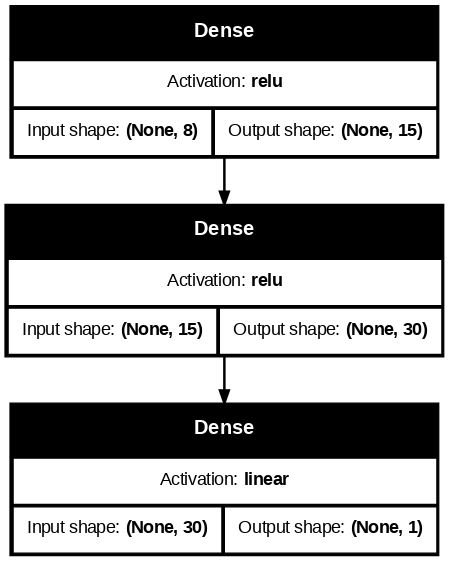 Dense
Activation: relu
Input shape: (None, 8) Output shape: (None, 15)
Dense
Activation: relu
Input shape: (None, 15) Output shape: (None, 30)
Dense
Activation: linear
Input shape: (None, 30) Output shape: (None, 1)